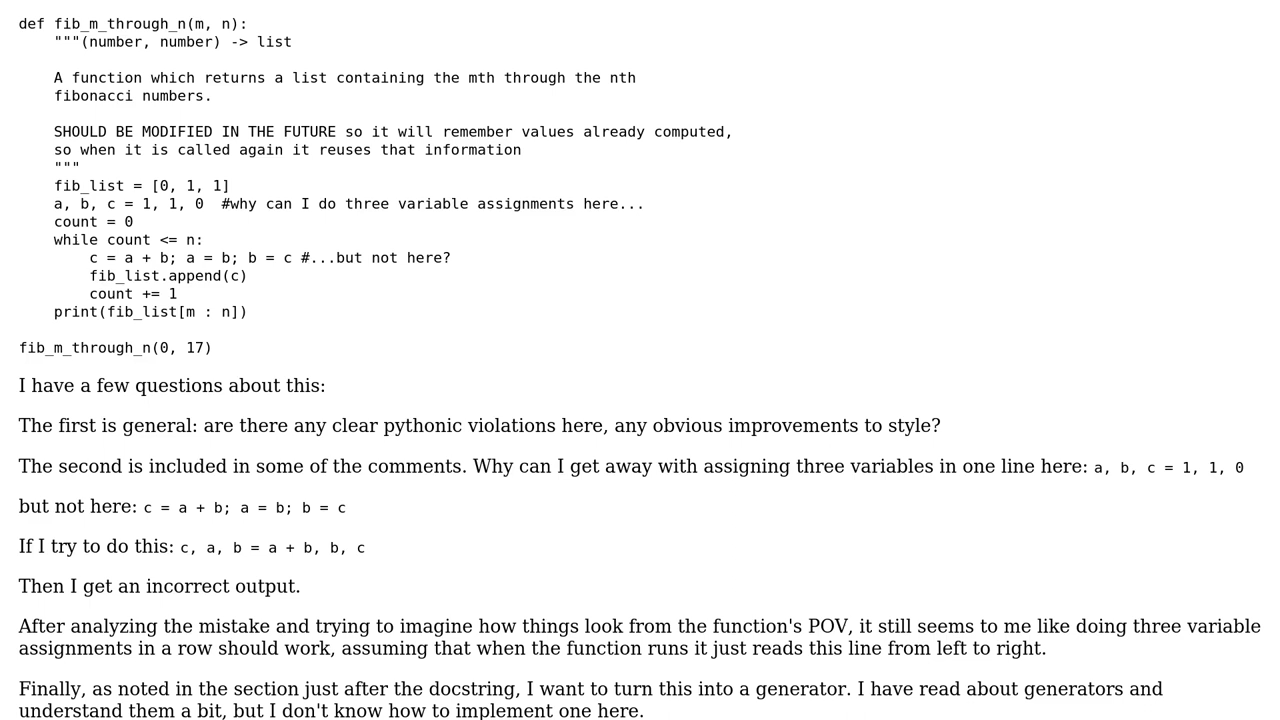 def fib_m_through_n(m, n):
    """(number, number) -> list
    A function which returns a list containing the mth through the nth
    fibonacci numbers.
    SHOULD BE MODIFIED IN THE FUTURE so it will remember values already computed,
    so when it is called again it reuses that information
    """
    fib_list = [0, 1, 1]
    a, b, c = 1, 1, 0  #why can I do three variable assignments here...
    count = 0
    while count <= n:
        c = a + b; a = b; b = c #...but not here?
        fib_list.append(c)
        count += 1
    print(fib_list[m : n])
fib_m_through_n(0, 17)
I have a few questions about this:
The first is general: are there any clear pythonic violations here, any obvious improvements to style?
The second is included in some of the comments. Why can I get away with assigning three variables in one line here: a, b, c = 1, 1, 0
but not here: c = a + b; a = b; b = c
If I try to do this: c, a, b = a + b, b, c
Then I get an incorrect output.
After analyzing the mistake and trying to imagine how things look from the function's POV, it still seems to me like doing three variable
assignments in a row should work, assuming that when the function runs it just reads this line from left to right.
Finally, as noted in the section just after the docstring, I want to turn this into a generator. I have read about generators and
understand them a bit, but I don't know how to implement one here.